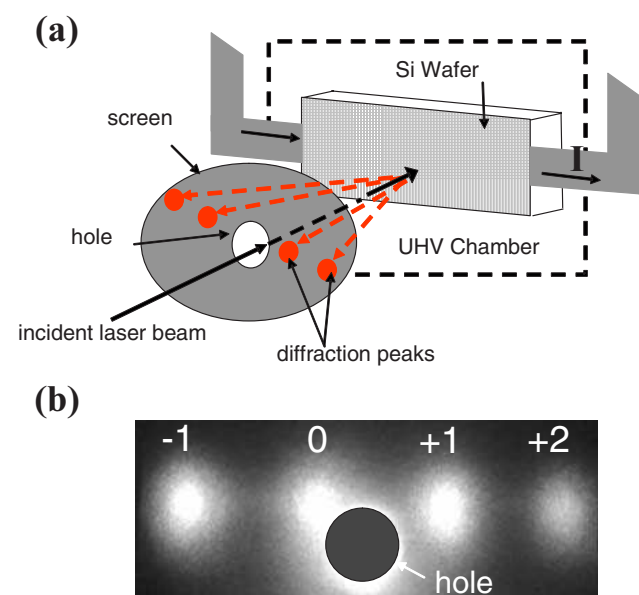 (a)
Si Wafer
screen
I
hole
UHV Chamber
incident laser beam
diffraction peaks
(b)
-1 0 +1 +2
hole